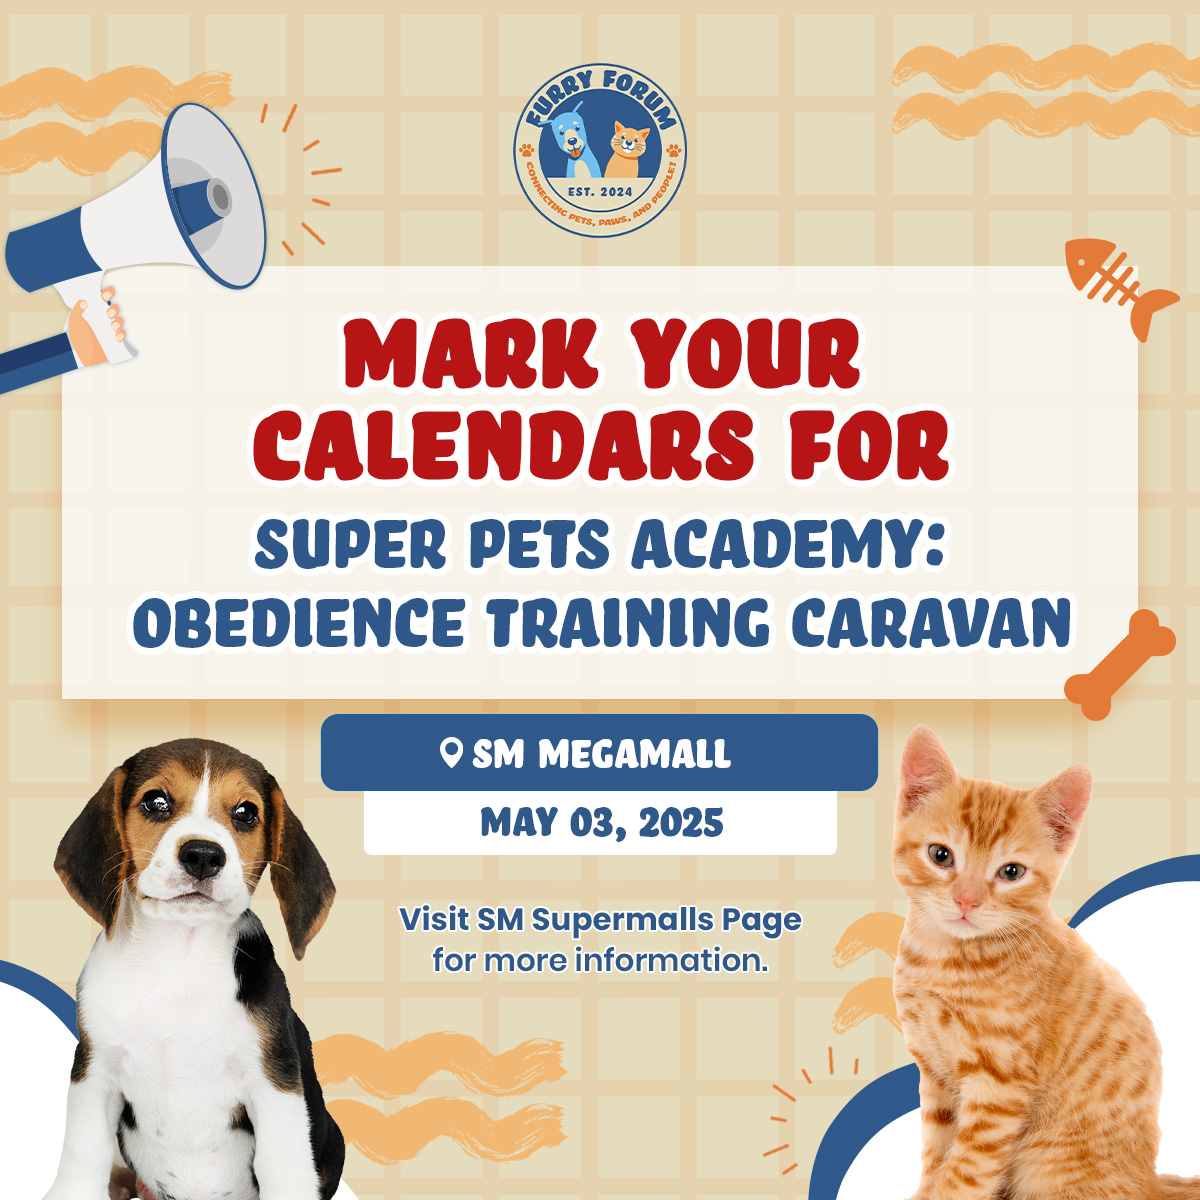 FURRY FORUM
EST. 2024
CONNECTING PETS, PAWS, AND PEOPLE!
MARK YOUR
CALENDARS FOR
SUPER PETS ACADEMY:
OBEDIENCE TRAINING CARAVAN
SM MEGAMALL
MAY 03, 2025
Visit SM Supermalls Page
for more information.